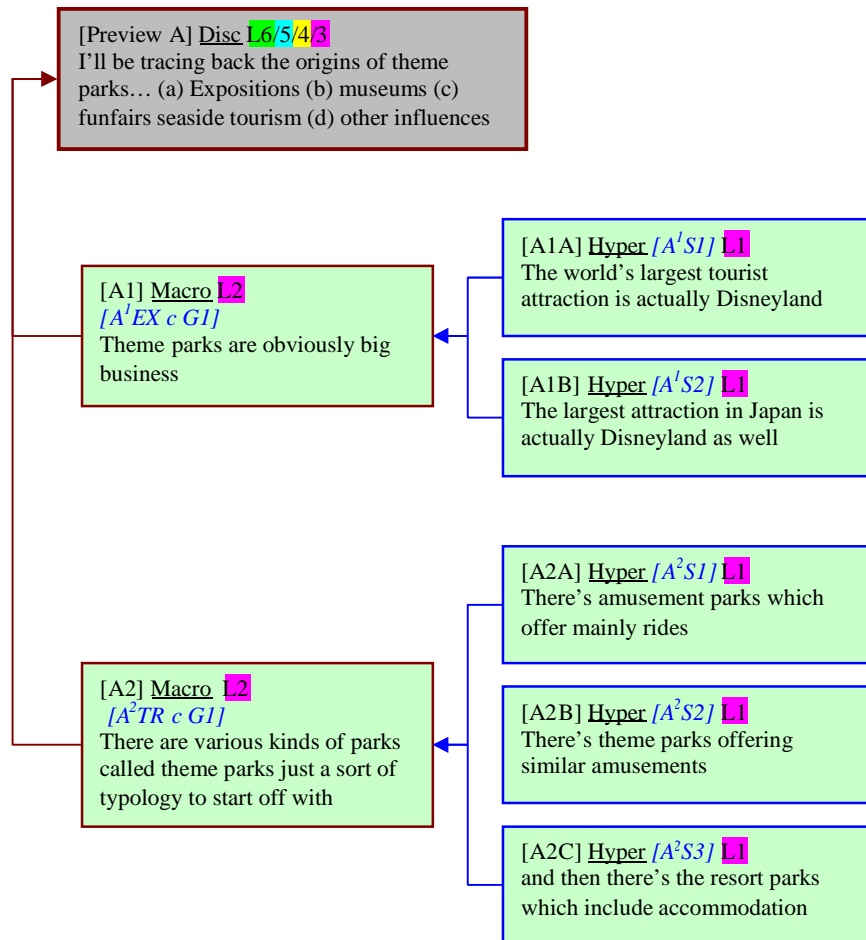 [Preview A] Disc L6/5/4/3
I’ll be tracing back the origins of theme
parks… (a) Expositions (b) museums (c)
funfairs seaside tourism (d) other influences
[A1] Macro L2
[A¹EX c G1]
Theme parks are obviously big
business
[A1A] Hyper [A¹S1] L1
The world’s largest tourist
attraction is actually Disneyland
[A1B] Hyper [A¹S2] L1
The largest attraction in Japan is
actually Disneyland as well
[A2] Macro L2
[A²TR c G1]
There are various kinds of parks
called theme parks just a sort of
typology to start off with
[A2A] Hyper [A²S1] L1
There’s amusement parks which
offer mainly rides
[A2B] Hyper [A²S2] L1
There’s theme parks offering
similar amusements
[A2C] Hyper [A²S3] L1
and then there’s the resort parks
which include accommodation